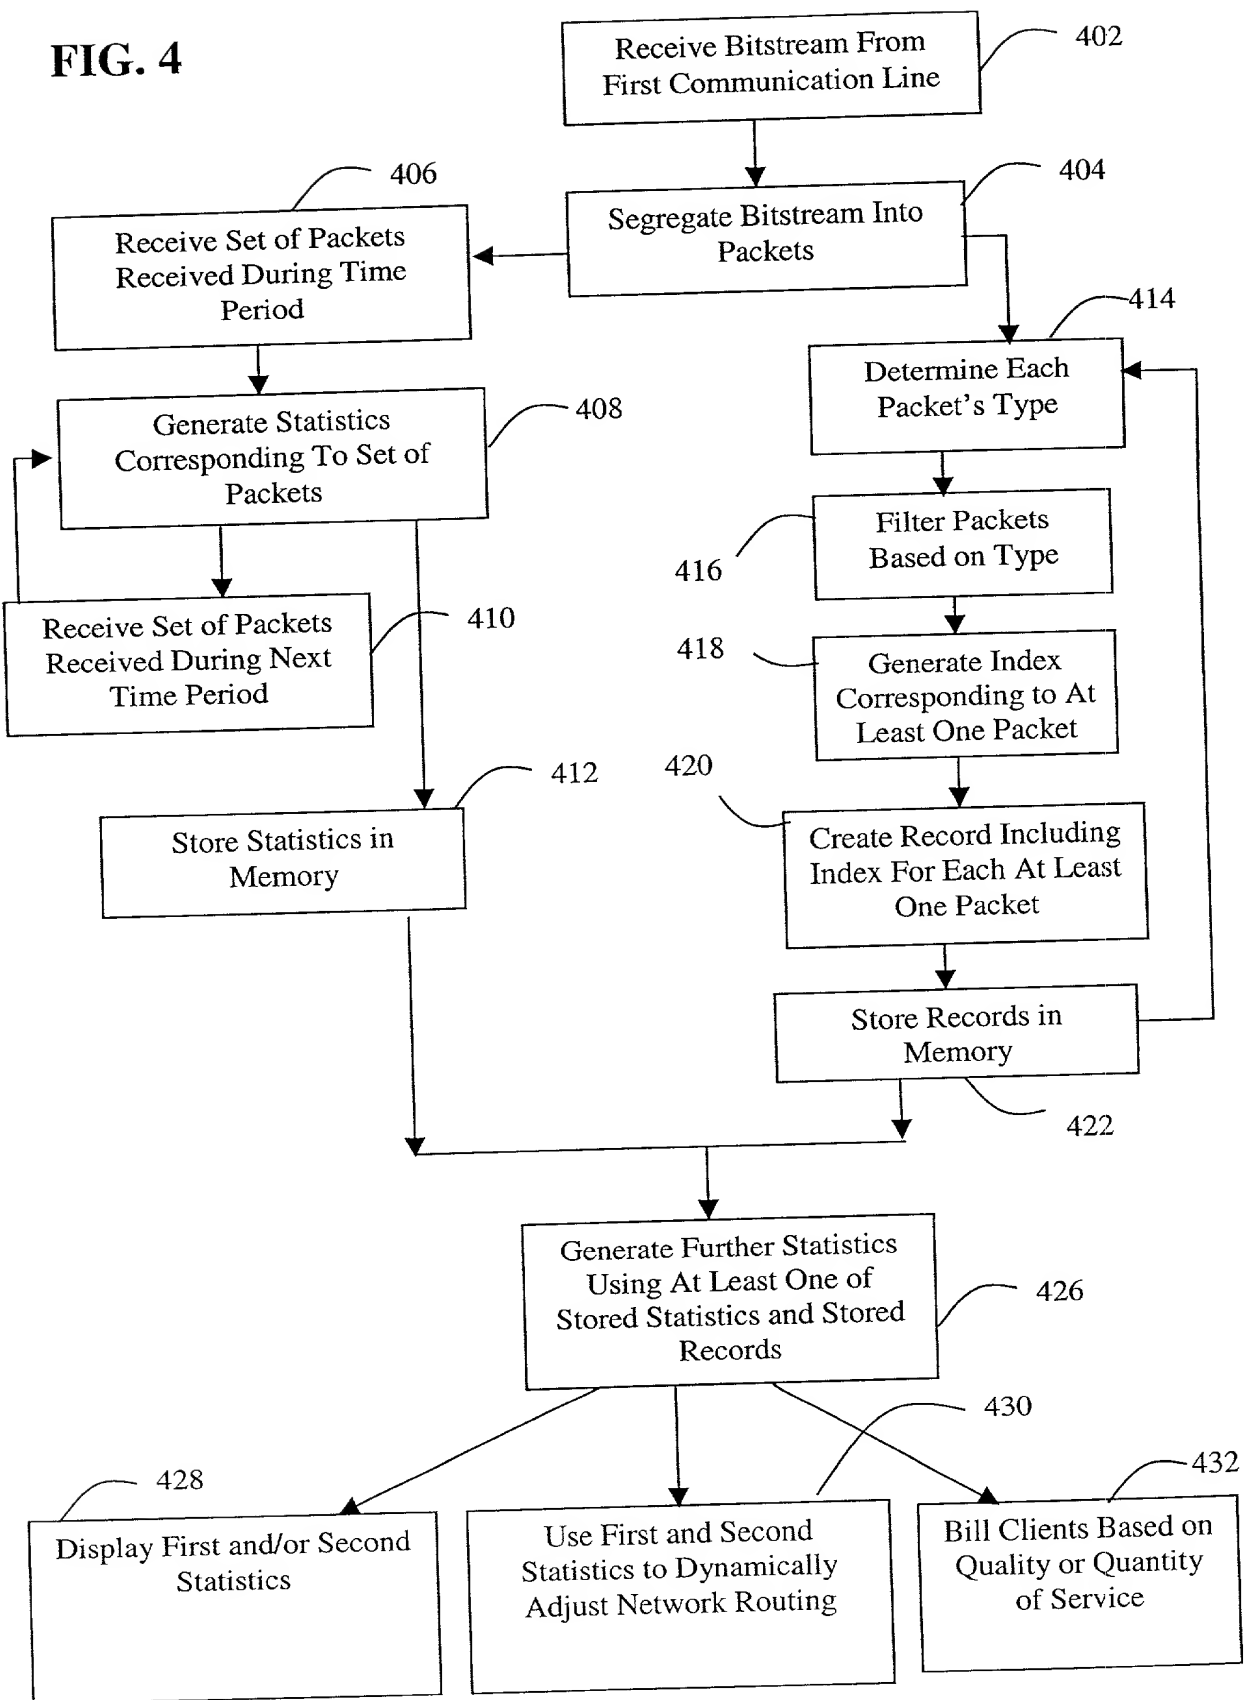 FIG. 4
Receive Bitstream From
First Communication Line
402
Segregate Bitstream Into
Packets
404
406
Receive Set of Packets
Received During Time
Period
Generate Statistics
Corresponding To Set of
Packets
408
Receive Set of Packets
Received During Next
Time Period
410
412
Store Statistics in
Memory
414
Determine Each
Packet's Type
Filter Packets
Based on Type
416
418
Generate Index
Corresponding to At
Least One Packet
420
Create Record Including
Index For Each At Least
One Packet
Store Records in
Memory
422
Generate Further Statistics
Using At Least One of
Stored Statistics and Stored
Records
426
428
Display First and/or Second
Statistics
430
Use First and Second
Statistics to Dynamically
Adjust Network Routing
432
Bill Clients Based on
Quality or Quantity
of Service